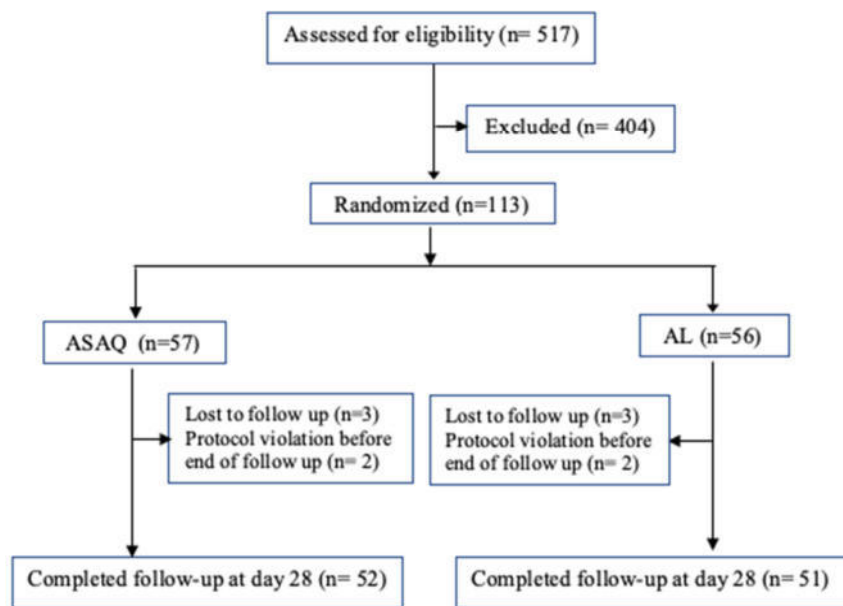 Assessed for eligibility (n= 517)
Excluded (n= 404)
Randomized (n=113)
ASAQ (n=57)
AL (n=56)
Lost to follow up (n=3)
Protocol violation before
end of follow up (n= 2)
Lost to follow up (n=3)
Protocol violation before
end of follow up (n= 2)
Completed follow-up at day 28 (n= 52)
Completed follow-up at day 28 (n= 51)